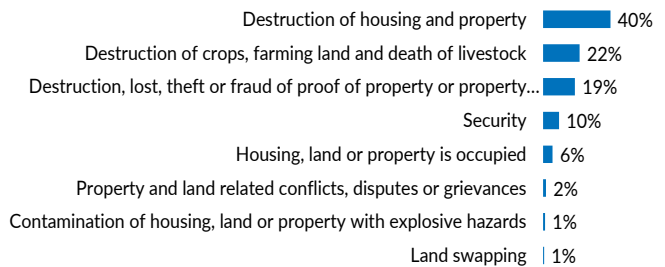 Destruction of housing and property 40%
Destruction of crops, farming land and death of livestock 22%
Destruction, lost, theft or fraud of proof of property or property... 19%
Security 10%
Housing, land or property is occupied 6%
Property and land related conflicts, disputes or grievances 2%
Contamination of housing, land or property with explosive hazards 1%
Land swapping 1%